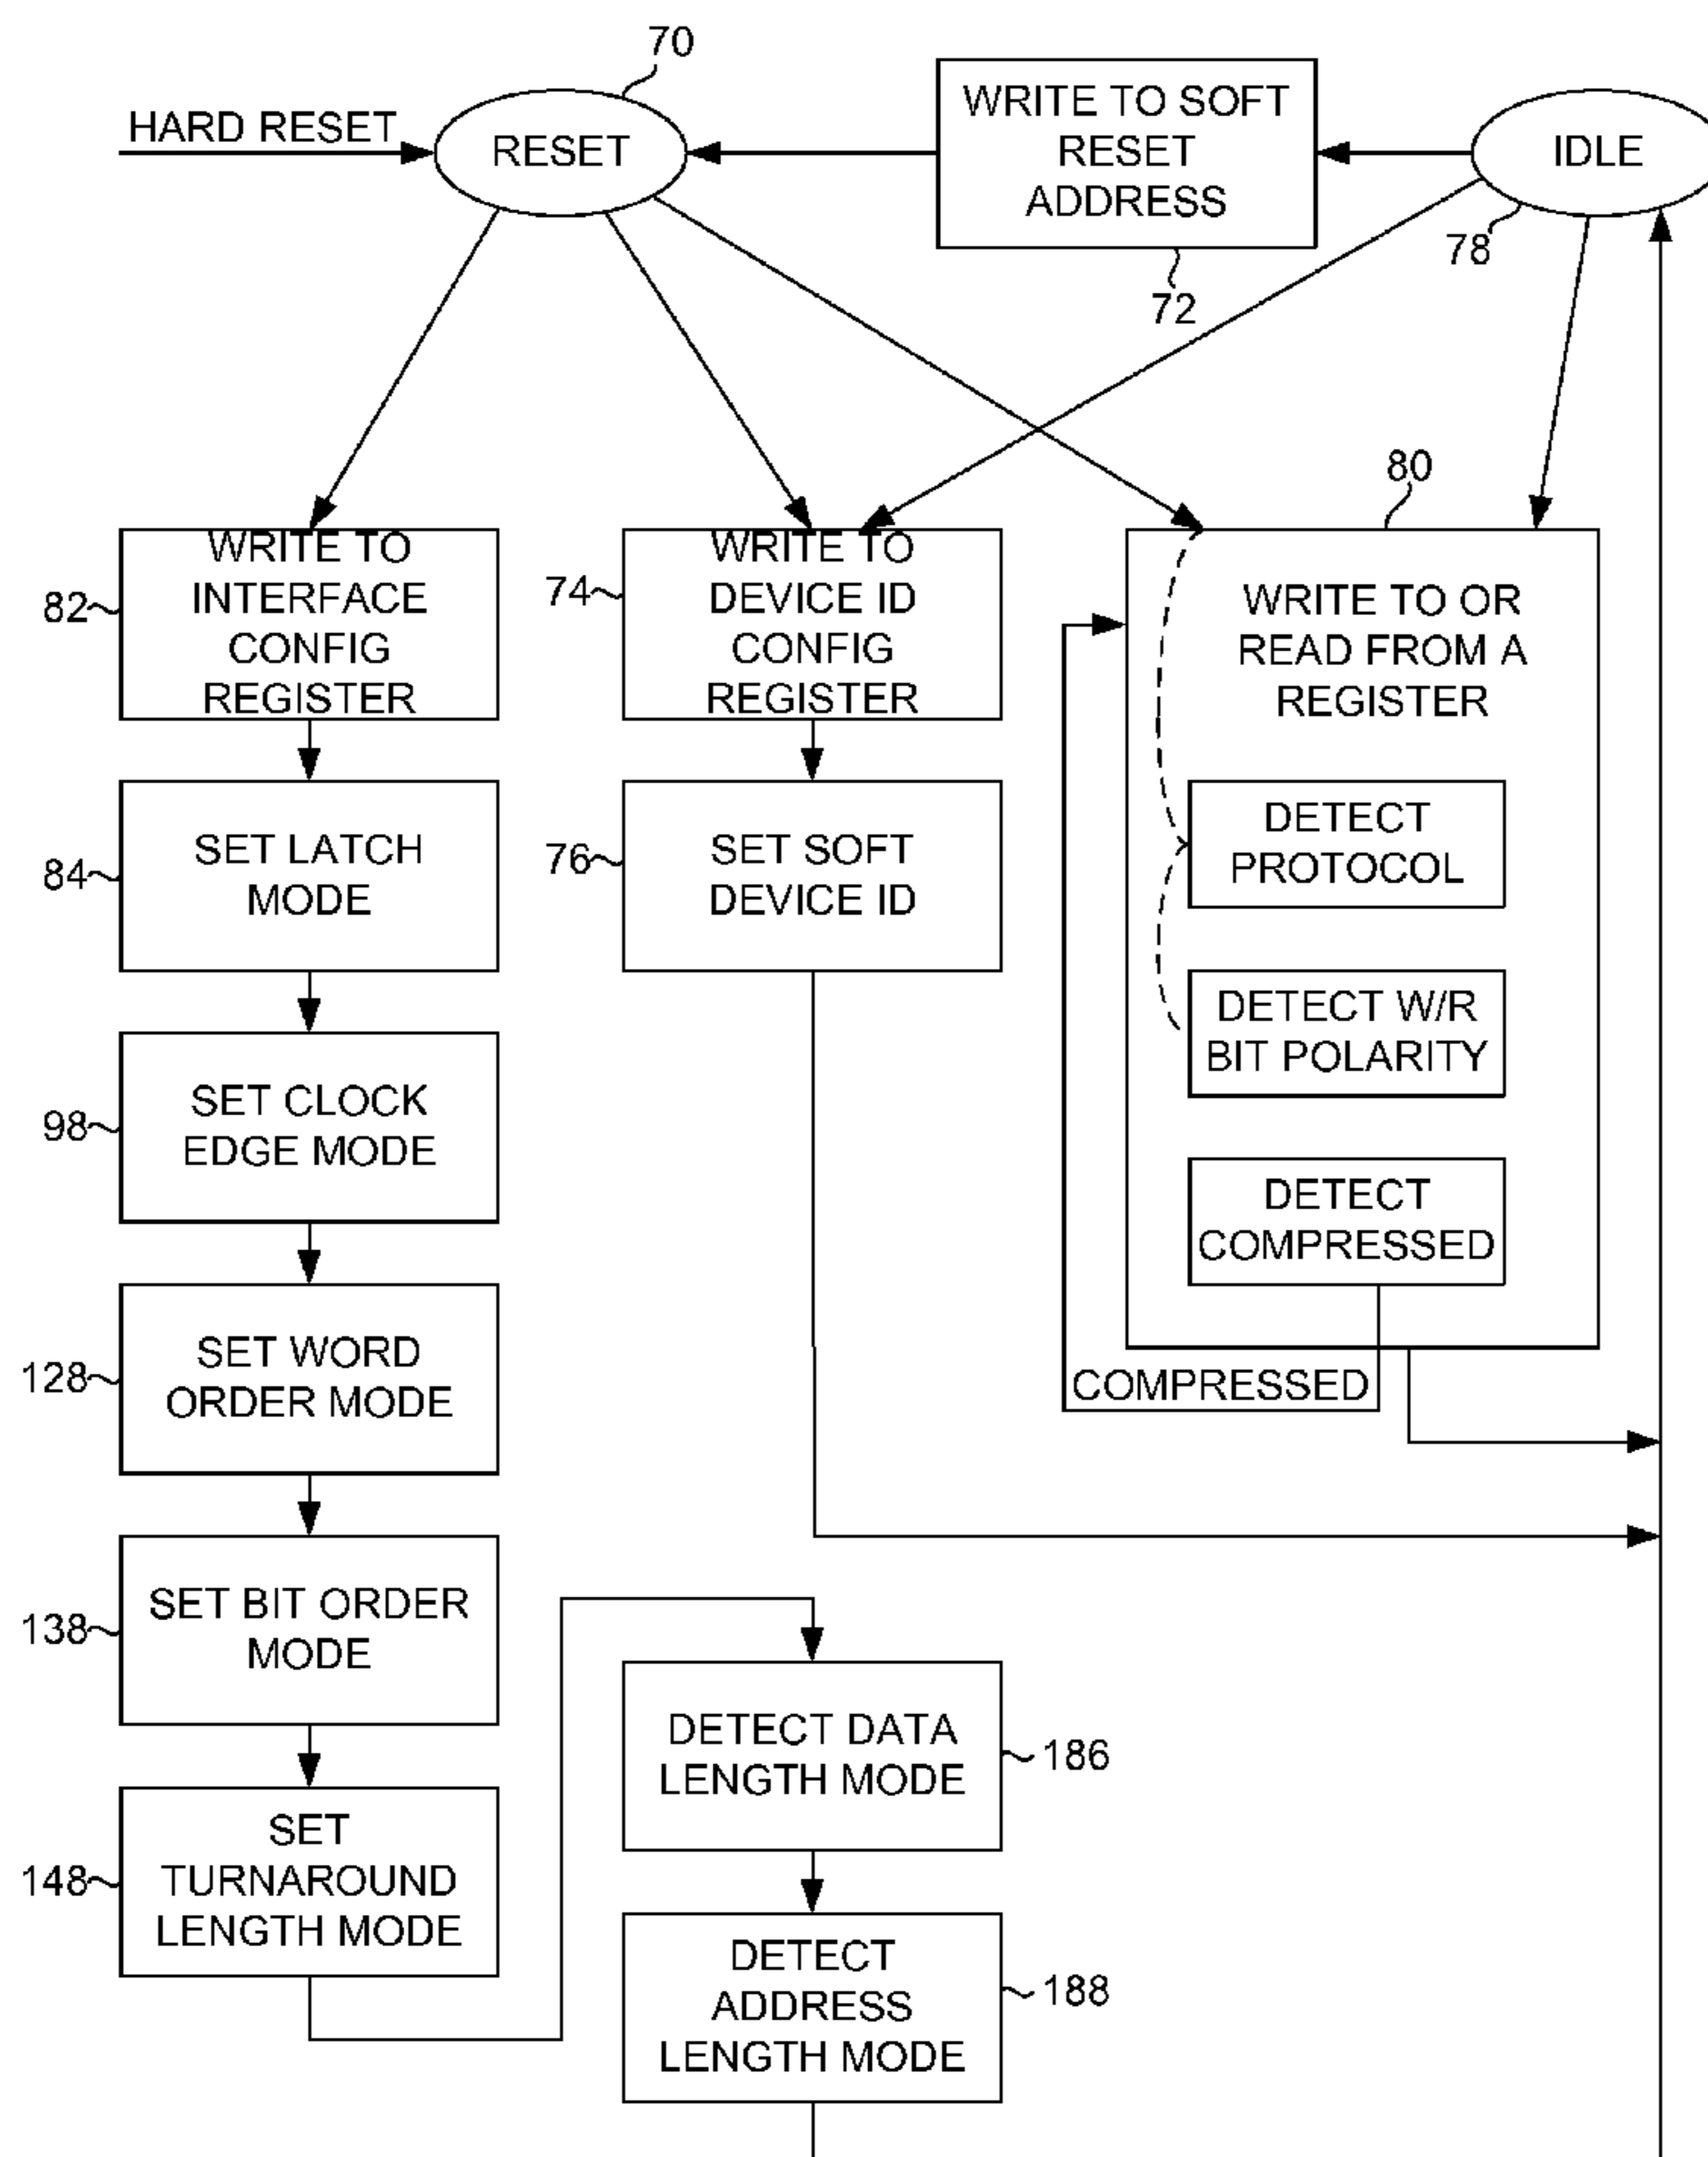 70
HARD RESET
RESET
WRITE TO SOFT
RESET
ADDRESS
72
IDLE
78
82
WRITE TO
INTERFACE
CONFIG
REGISTER
74
WRITE TO
DEVICE ID
CONFIG
REGISTER
80
WRITE TO OR
READ FROM A
REGISTER
84
SET LATCH
MODE
76
SET SOFT
DEVICE ID
DETECT
PROTOCOL
DETECT W/R
BIT POLARITY
98
SET CLOCK
EDGE MODE
DETECT
COMPRESSED
COMPRESSED
128
SET WORD
ORDER MODE
138
SET BIT ORDER
MODE
DETECT DATA
LENGTH MODE
186
148
SET
TURNAROUND
LENGTH MODE
DETECT
ADDRESS
LENGTH MODE
188